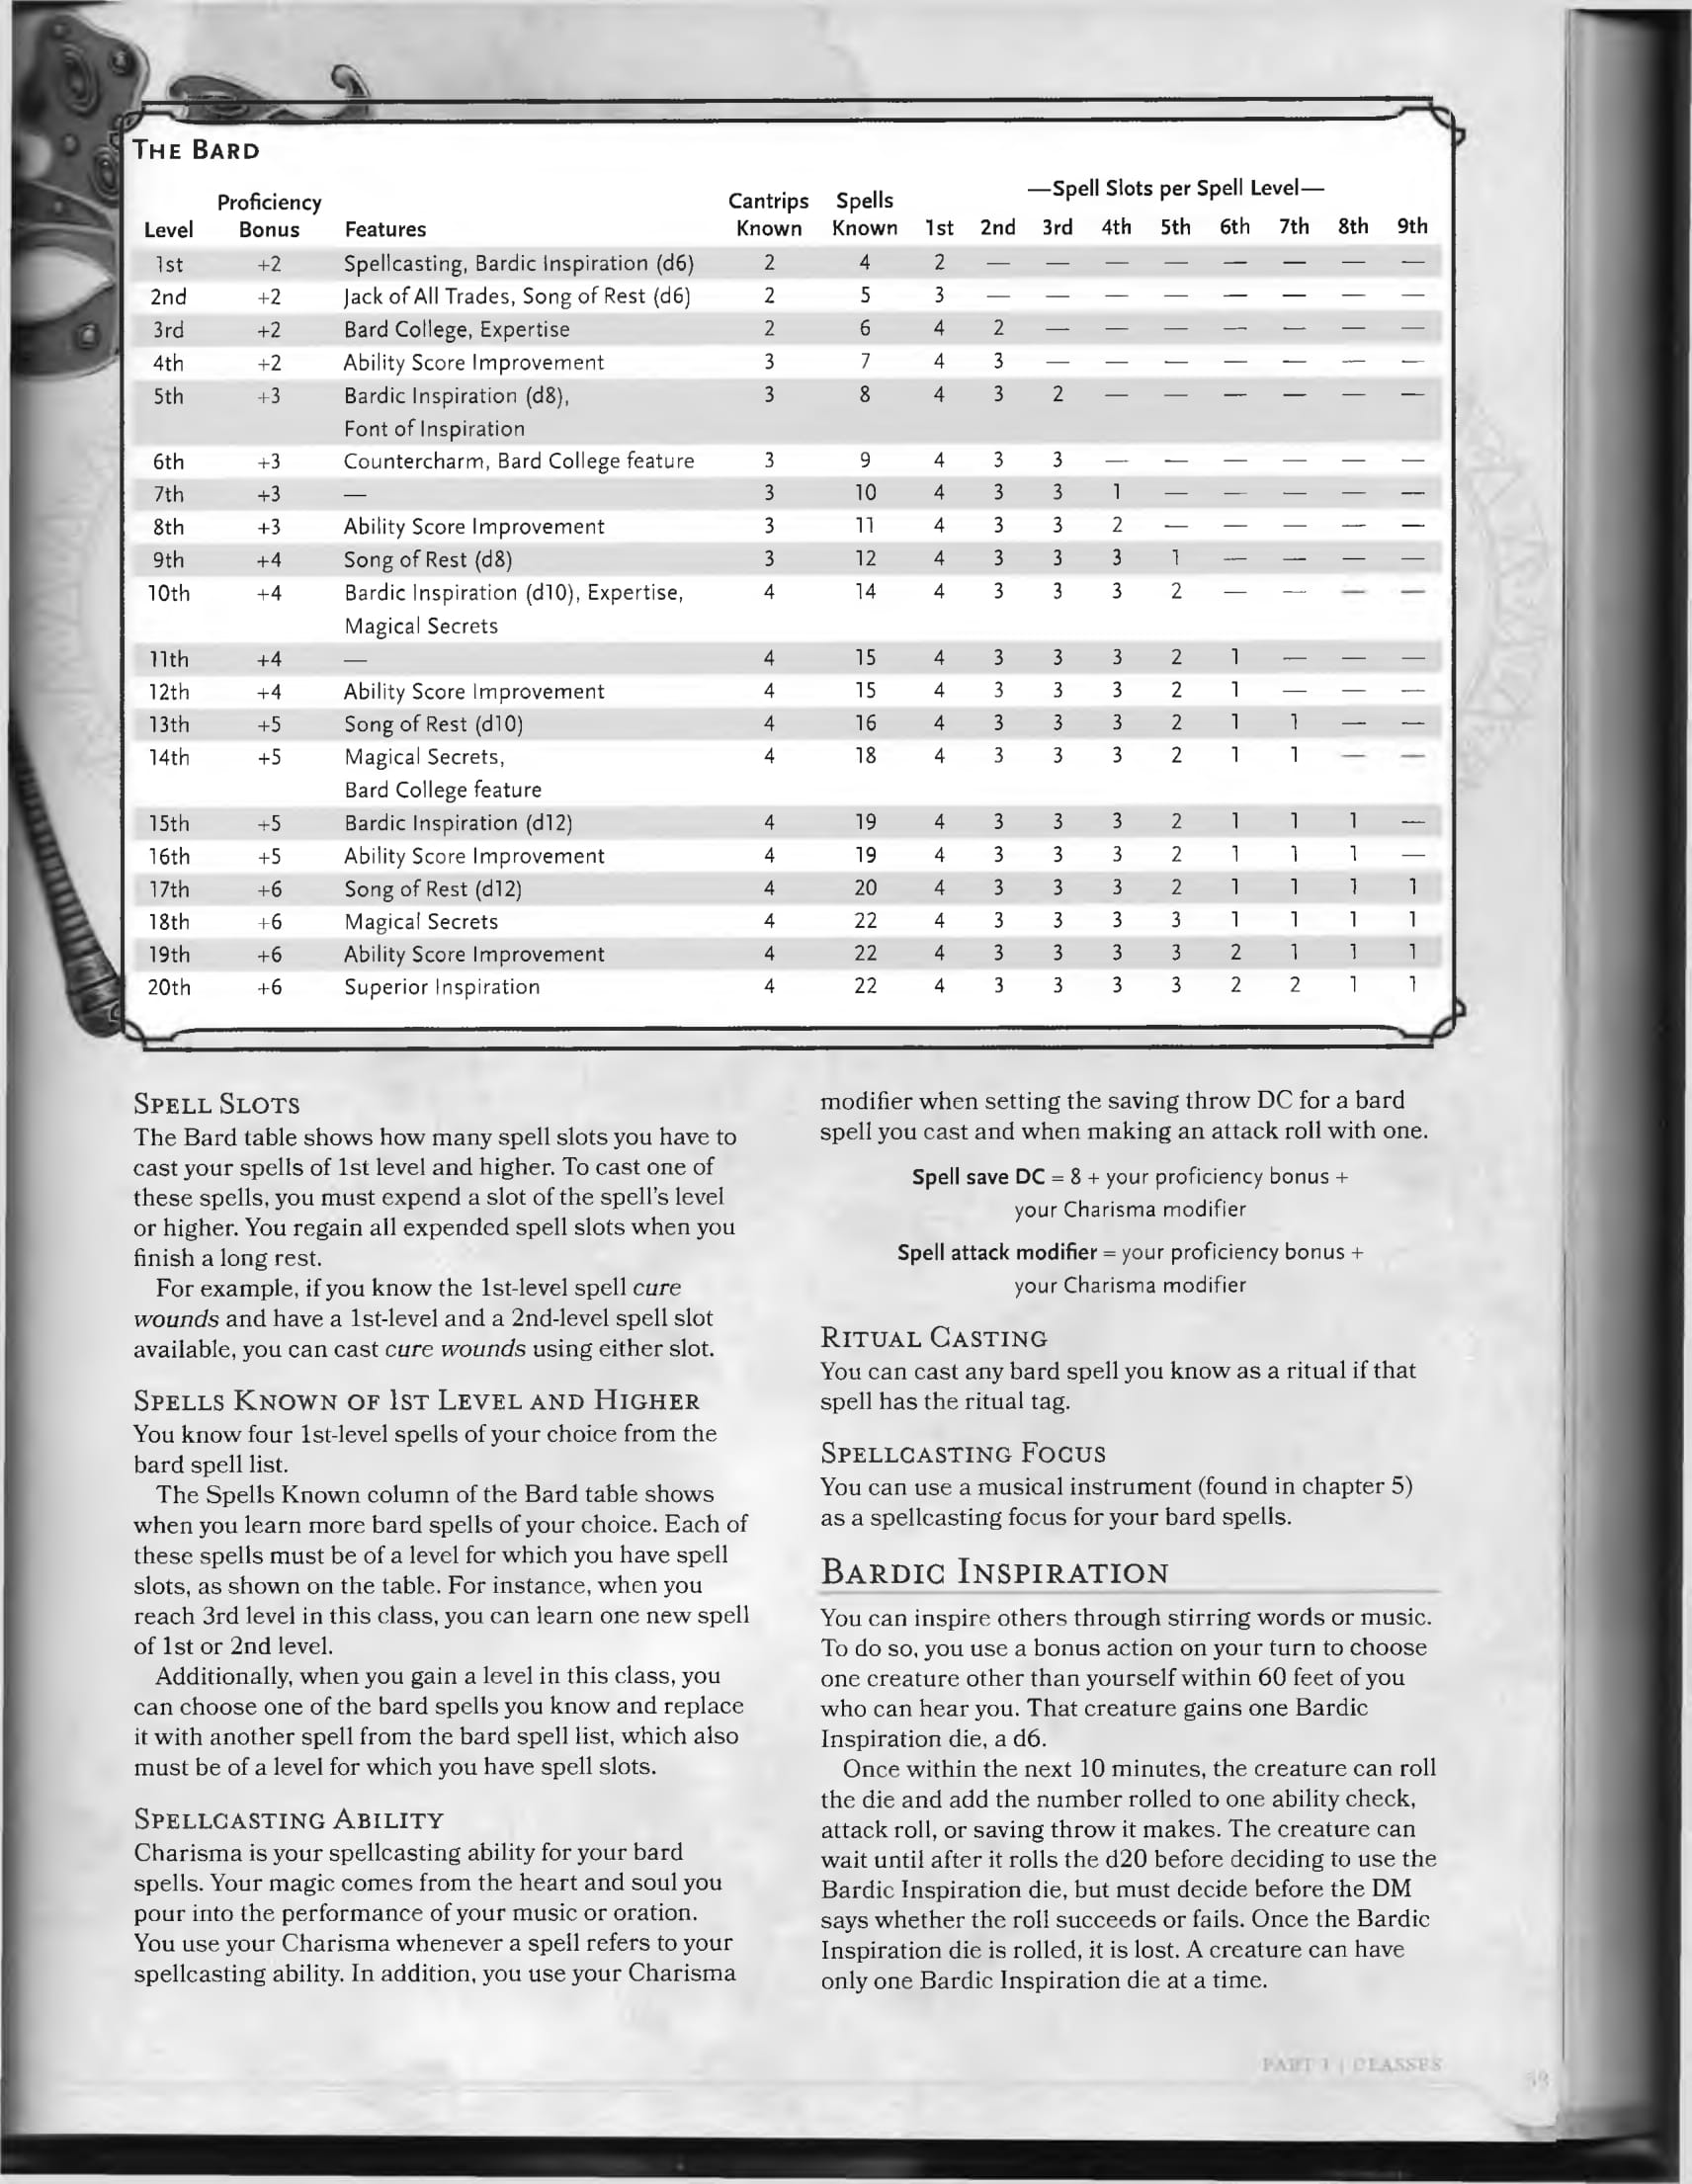 THE BARD
—Spell Slots per Spell Level—
Proficiency Cantrips Spells
Level Bonus Features Known Known 1st 2nd 3rd 4th 5th 6th 7th 8th 9th
1st +2 Spellcasting, Bardic Inspiration (d6) 2 4 2 — — — — — — — —
2nd +2 Jack of All Trades, Song of Rest (d6) 2 5 3 — — — — — — — —
3rd +2 Bard College, Expertise 2 6 4 2 — — — — — — —
4th +2 Ability Score Improvement 3 7 4 3 — — — — — — —
5th +3 Bardic Inspiration (d8), 3 8 4 3 2 — — — — — —
Font of Inspiration
6th +3 Countercharm, Bard College feature 3 9 4 3 3 — — — — — —
7th +3 — 3 10 4 3 3 1 — — — — —
8th +3 Ability Score Improvement 3 11 4 3 3 2 — — — — —
9th +4 Song of Rest (d8) 3 12 4 3 3 3 1 — — — —
10th +4 Bardic Inspiration (d10), Expertise, 4 14 4 3 3 3 2 — — — —
Magical Secrets
11th +4 — 4 15 4 3 3 3 2 1 — — —
12th +4 Ability Score Improvement 4 15 4 3 3 3 2 1 — — —
13th +5 Song of Rest (d10) 4 16 4 3 3 3 2 1 1 — —
14th +5 Magical Secrets, 4 18 4 3 3 3 2 1 1 — —
Bard College feature
15th +5 Bardic Inspiration (d12) 4 19 4 3 3 3 2 1 1 1 —
16th +5 Ability Score Improvement 4 19 4 3 3 3 2 1 1 1 —
17th +6 Song of Rest (d12) 4 20 4 3 3 3 2 1 1 1 1
18th +6 Magical Secrets 4 22 4 3 3 3 3 1 1 1 1
19th +6 Ability Score Improvement 4 22 4 3 3 3 3 2 1 1 1
20th +6 Superior Inspiration 4 22 4 3 3 3 3 2 2 1 1
SPELL SLOTS
The Bard table shows how many spell slots you have to
cast your spells of 1st level and higher. To cast one of
these spells, you must expend a slot of the spell's level
or higher. You regain all expended spell slots when you
finish a long rest.
For example, if you know the 1st-level spell cure
wounds and have a 1st-level and a 2nd-level spell slot
available, you can cast cure wounds using either slot.
SPELLS KNOWN OF 1ST LEVEL AND HIGHER
You know four 1st-level spells of your choice from the
bard spell list.
The Spells Known column of the Bard table shows
when you learn more bard spells of your choice. Each of
these spells must be of a level for which you have spell
slots, as shown on the table. For instance, when you
reach 3rd level in this class, you can learn one new spell
of 1st or 2nd level.
Additionally, when you gain a level in this class, you
can choose one of the bard spells you know and replace
it with another spell from the bard spell list, which also
must be of a level for which you have spell slots.
SPELLCASTING ABILITY
Charisma is your spellcasting ability for your bard
spells. Your magic comes from the heart and soul you
pour into the performance of your music or oration.
You use your Charisma whenever a spell refers to your
spellcasting ability. In addition, you use your Charisma
modifier when setting the saving throw DC for a bard
spell you cast and when making an attack roll with one.
Spell save DC = 8 + your proficiency bonus +
your Charisma modifier
Spell attack modifier = your proficiency bonus +
your Charisma modifier
RITUAL CASTING
You can cast any bard spell you know as a ritual if that
spell has the ritual tag.
SPELLCASTING FOCUS
You can use a musical instrument (found in chapter 5)
as a spellcasting focus for your bard spells.
BARDIC INSPIRATION
You can inspire others through stirring words or music.
To do so, you use a bonus action on your turn to choose
one creature other than yourself within 60 feet of you
who can hear you. That creature gains one Bardic
Inspiration die, a d6.
Once within the next 10 minutes, the creature can roll
the die and add the number rolled to one ability check,
attack roll, or saving throw it makes. The creature can
wait until after it rolls the d20 before deciding to use the
Bardic Inspiration die, but must decide before the DM
says whether the roll succeeds or fails. Once the Bardic
Inspiration die is rolled, it is lost. A creature can have
only one Bardic Inspiration die at a time.
PART 1 | CLASSES